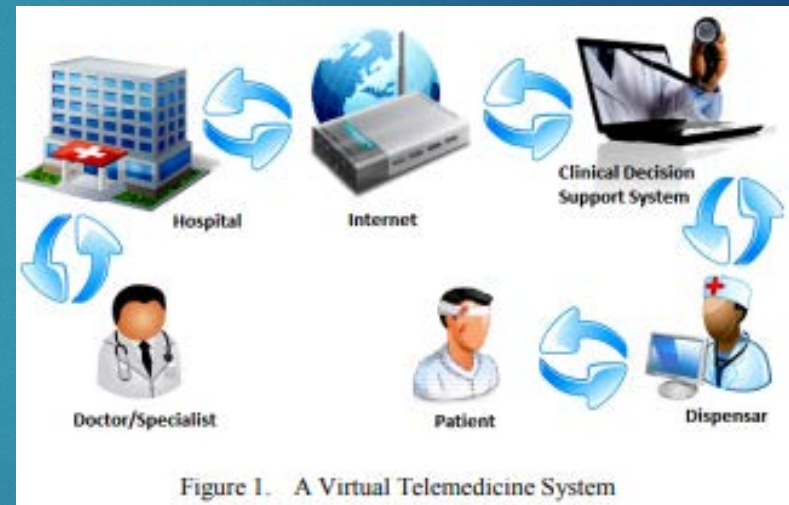 Hospital
Internet
Clinical Decision
Support System
Doctor/Specialist
Patient
Dispensar
Figure 1. A Virtual Telemedicine System